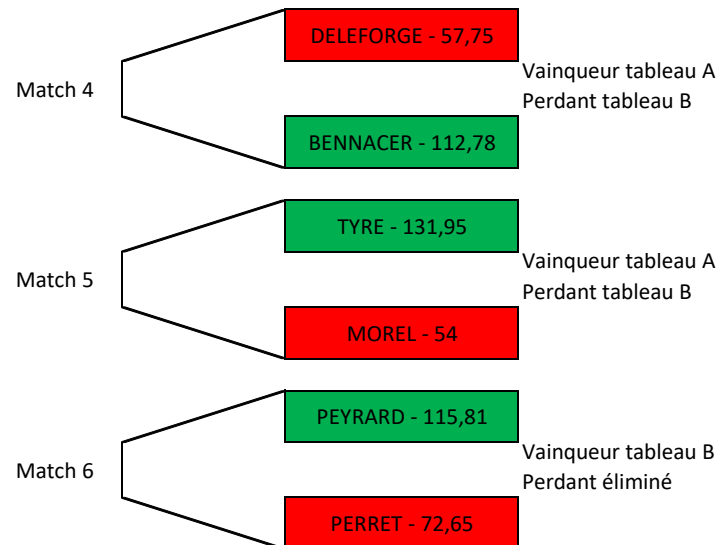 DELEFORGE - 57,75
Match 4
Vainqueur tableau A
Perdant tableau B
BENNACER - 112,78
TYRE - 131,95
Match 5
Vainqueur tableau A
Perdant tableau B
MOREL - 54
PEYRARD - 115,81
Match 6
Vainqueur tableau B
Perdant éliminé
PERRET - 72,65